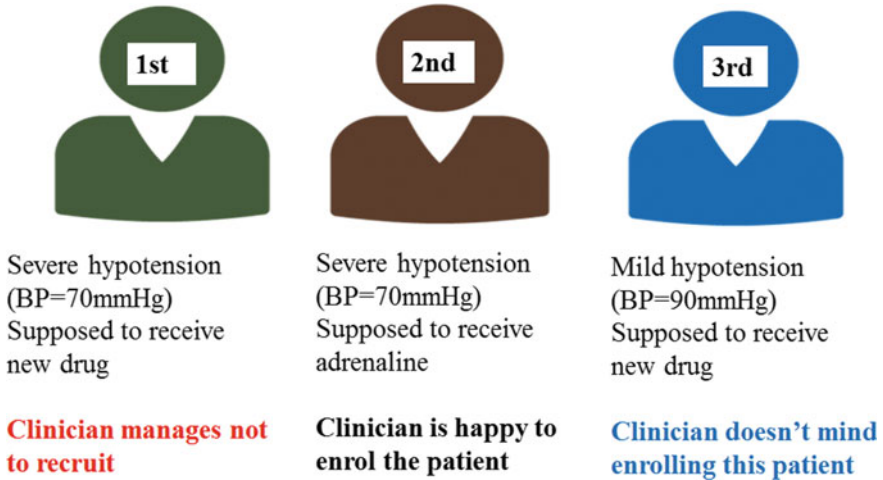 1st
2nd
3rd
Severe hypotension
(BP=70mmHg)
Supposed to receive
new drug
Clinician manages not
to recruit
Severe hypotension
(BP=70mmHg)
Supposed to receive
adrenaline
Clinician is happy to
enrol the patient
Mild hypotension
(BP=90mmHg)
Supposed to receive
new drug
Clinician doesn’t mind
enrolling this patient